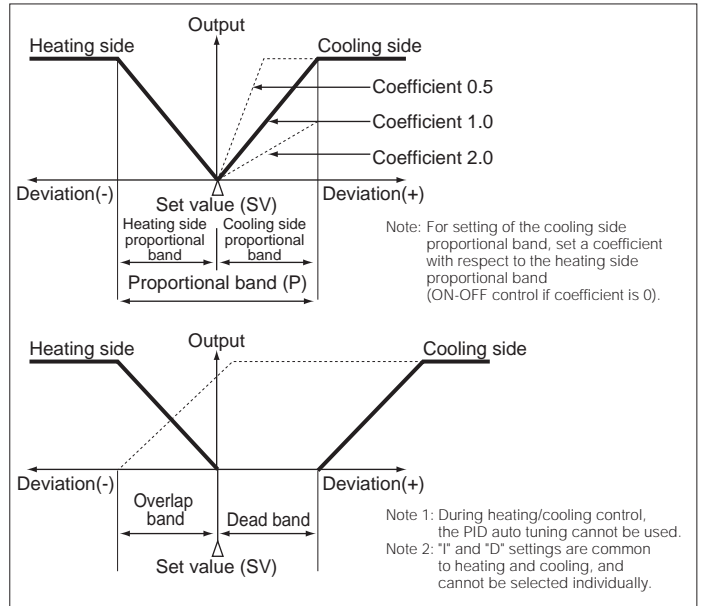 Output
Heating side
Cooling side
Coefficient 0.5
Coefficient 1.0
Coefficient 2.0
Deviation(-)
Deviation(+)
Set value (SV)
Heating side
proportional
band
Cooling side
proportional
band
Proportional band (P)
Note: For setting of the cooling side
proportional band, set a coefficient
with respect to the heating side
proportional band
(ON-OFF control if coefficient is 0).
Output
Heating side
Cooling side
Deviation(-)
Deviation(+)
Overlap
band
Dead band
Set value (SV)
Note 1: During heating/cooling control,
the PID auto tuning cannot be used.
Note 2: "I" and "D" settings are common
to heating and cooling, and
cannot be selected individually.